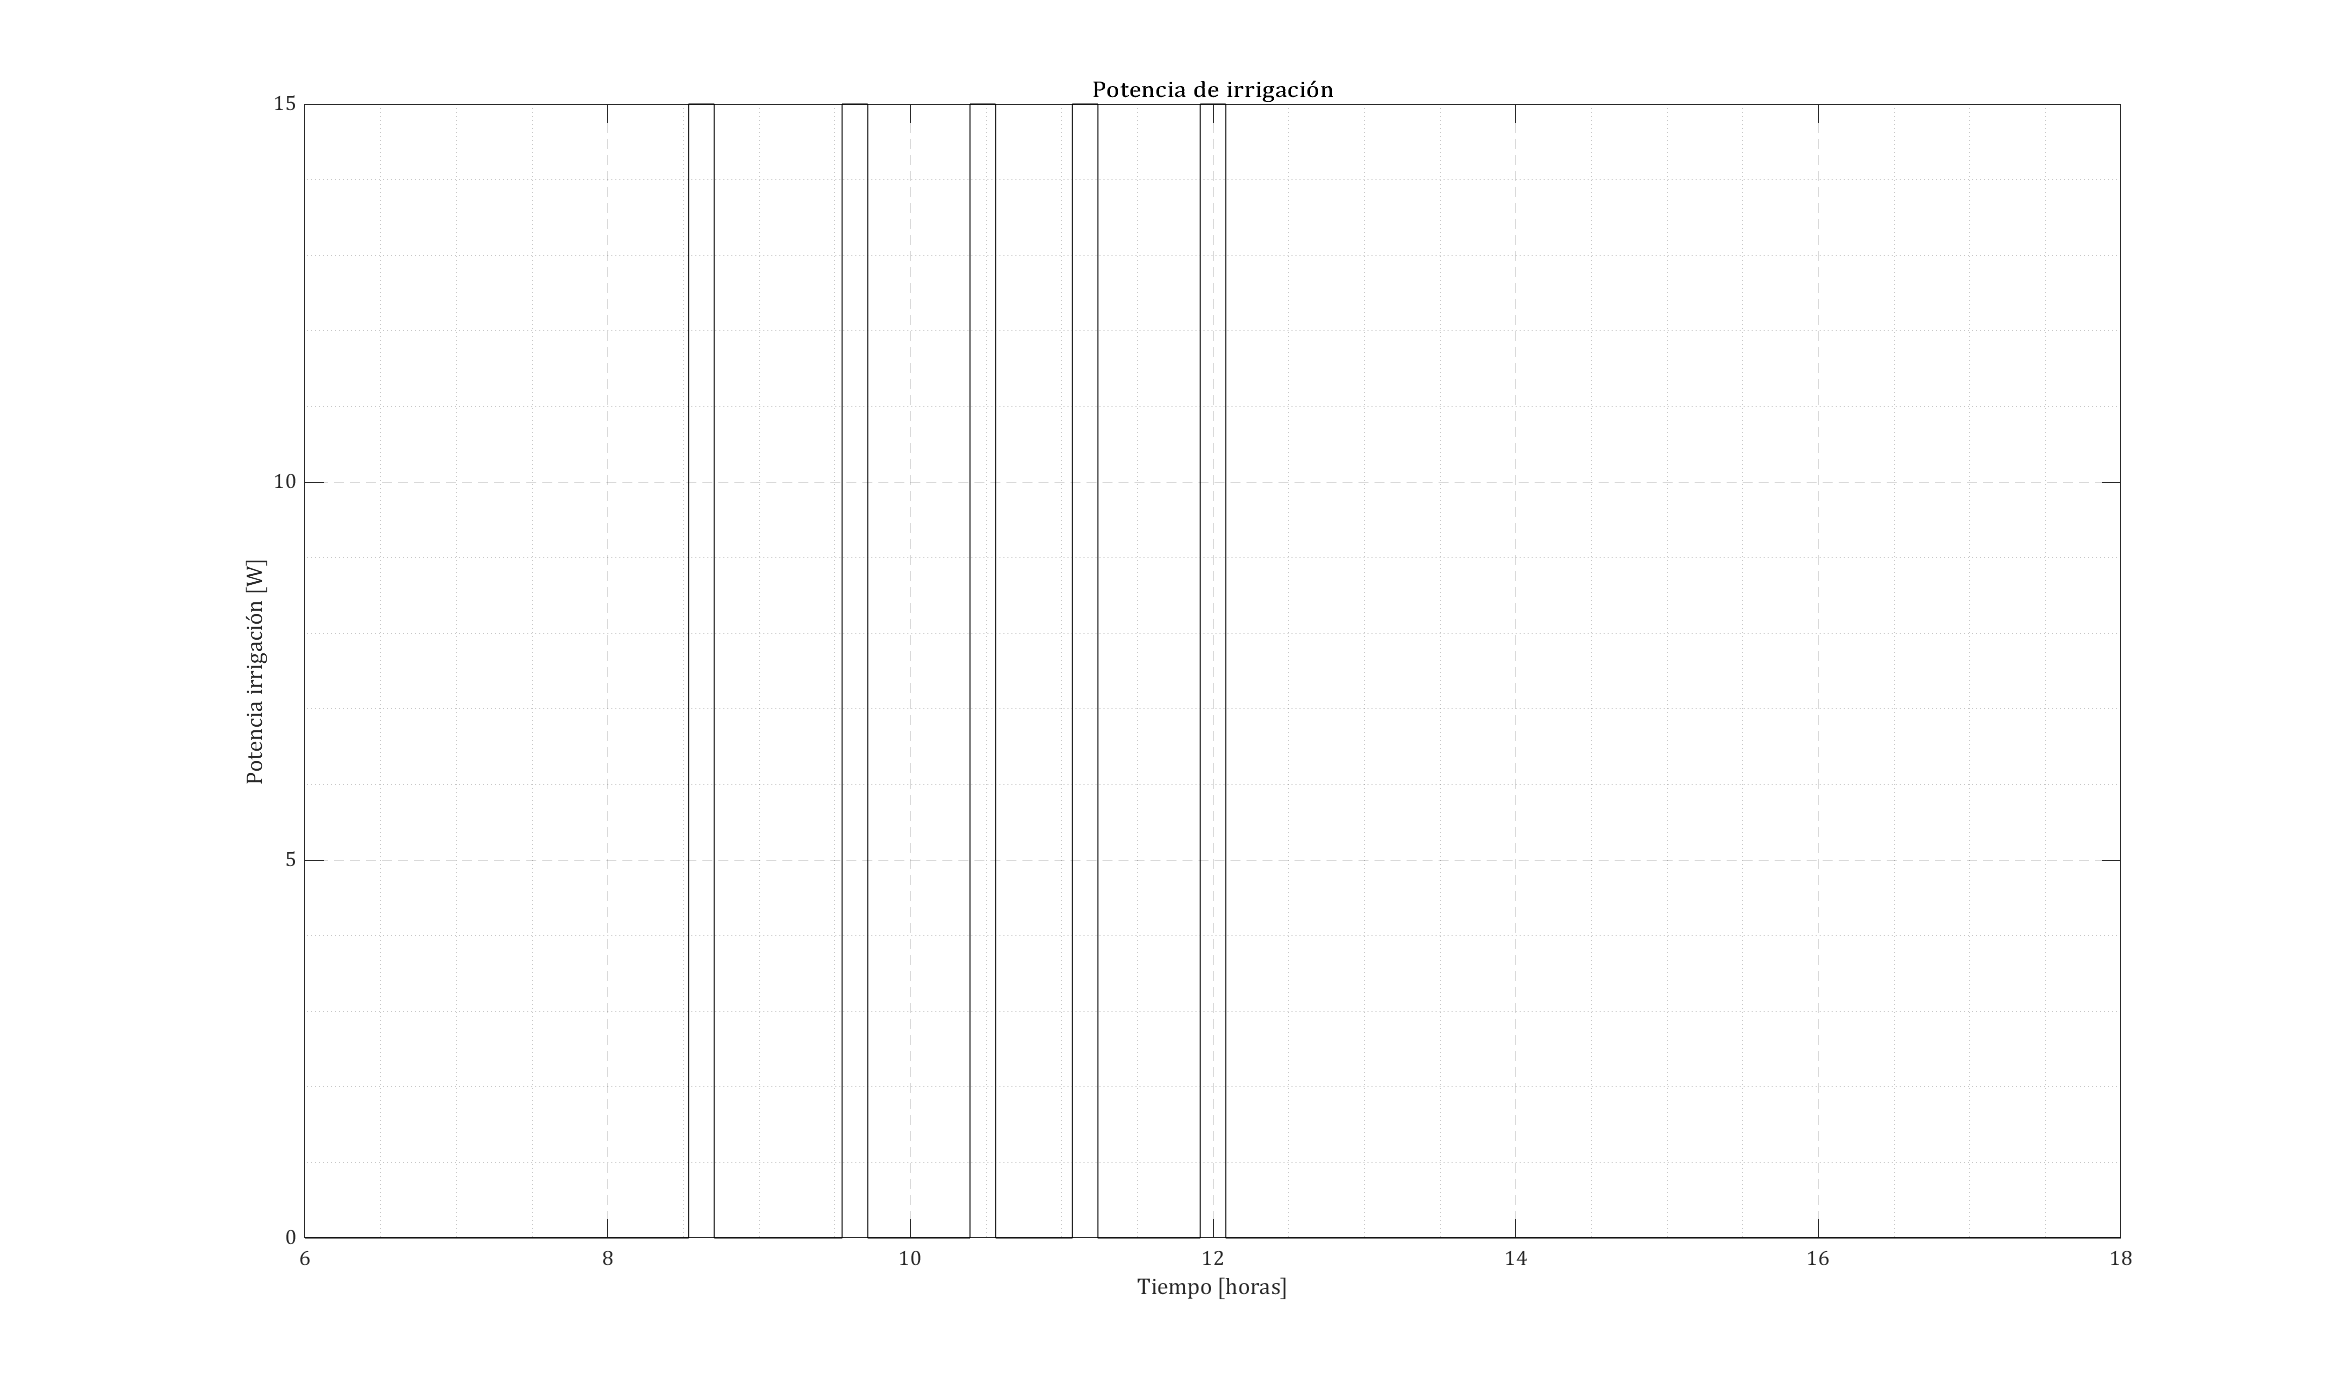 Potencia de irrigación
15
10
5
0
Potencia irrigación [W]
6 8 10 12 14 16 18
Tiempo [horas]